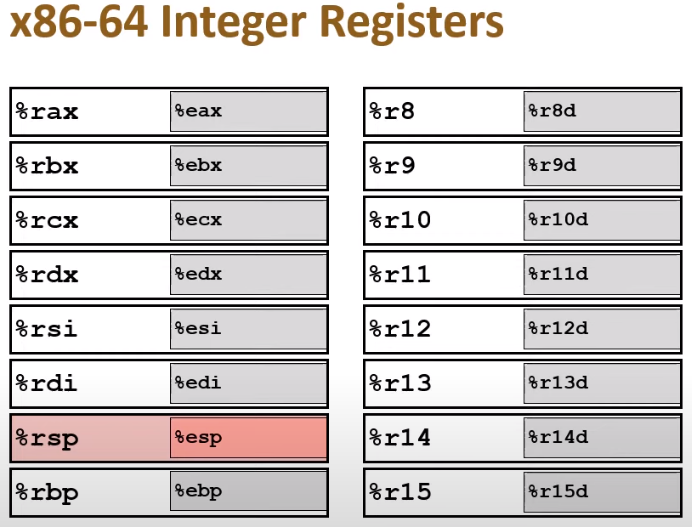 x86-64 Integer Registers
%rax %eax
%rbx %ebx
%rcx %ecx
%rdx %edx
%rsi %esi
%rdi %edi
%rsp %esp
%rbp %ebp
%r8 %r8d
%r9 %r9d
%r10 %r10d
%r11 %r11d
%r12 %r12d
%r13 %r13d
%r14 %r14d
%r15 %r15d